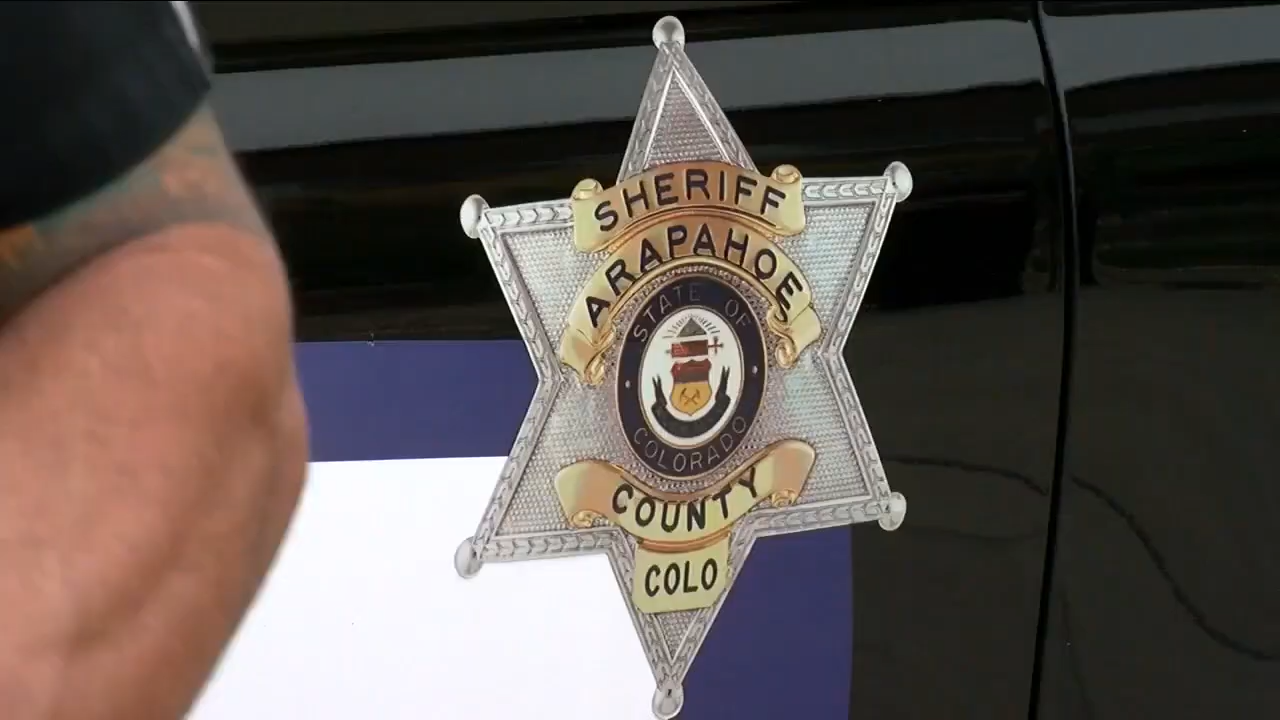 SHERIFF
ARAPAHOE
STATE OF
COLORADO
COUNTY
COLO